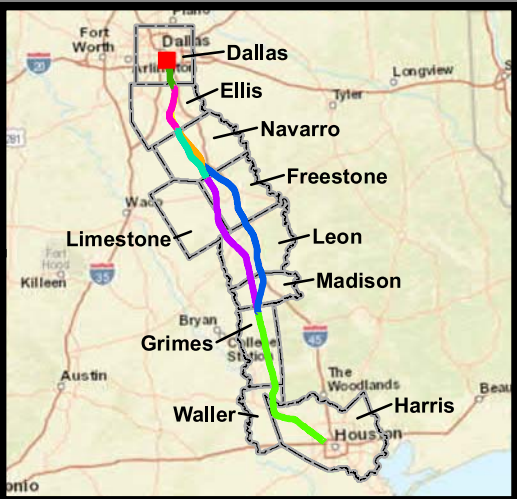 Plano
Fort
Worth
Dallas
Dallas
Arlington
20
Longview
Ellis
Tyler
Navarro
281
Freestone
Waco
Limestone
Leon
Fort
Hood
Killeen
35
Madison
Bryan
Grimes
College
Station
45
Austin
The
Woodlands
Waller
Harris
Beau
Houston
onio